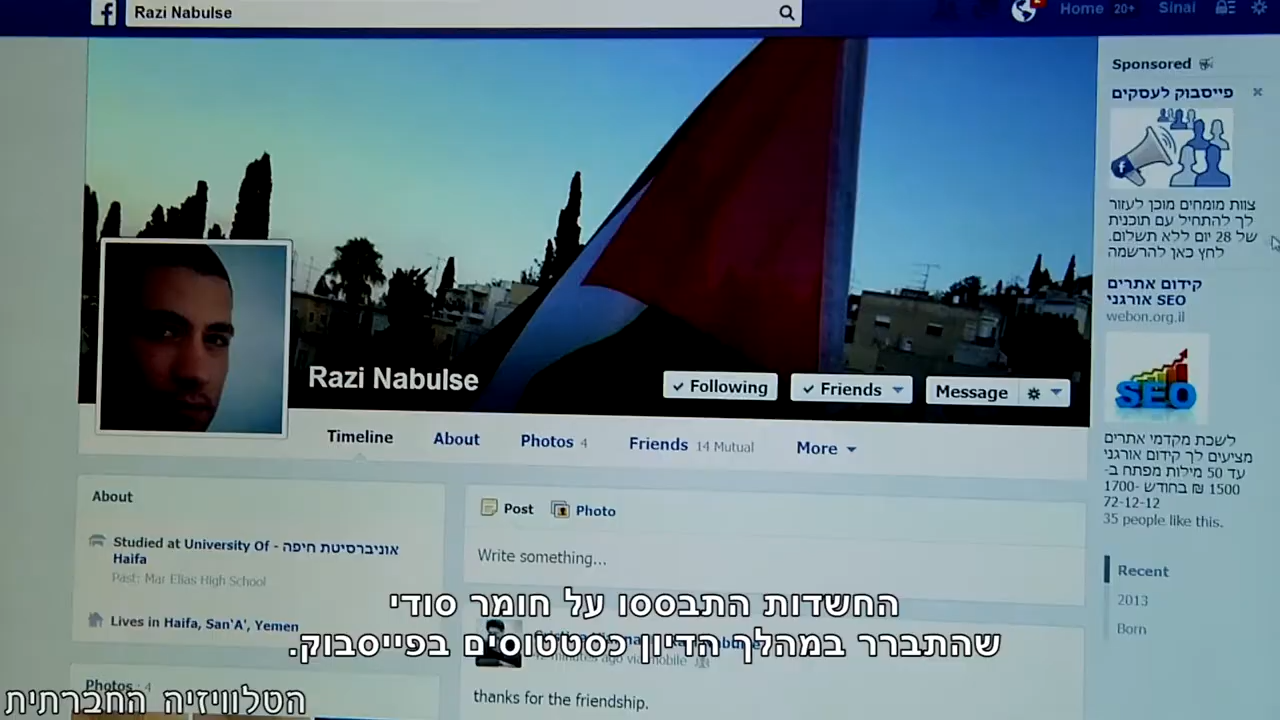 Razi Nabulse
Home 20+
Sinai
Sponsored
פייסבוק לעסקים
צוות מומחים מוכן לעזור
לך להתחיל עם תוכנית
של 28 יום ללא תשלום.
לחץ כאן להרשמה
קידום אתרים
SEO אורגני
webon.org.il
SEO
לשכת מקדמי אתרים
מציעים לך קידום אורגני
עד 50 מילות מפתח ב-
1500 ₪ בחודש 1700-
72-12-12
35 people like this.
Razi Nabulse
Following
Friends
Message
Timeline
About
Photos 4
Friends 14 Mutual
More
About
Studied at University Of - אוניברסיטת חיפה
Haifa
Past: Mar Elias High School
Lives in Haifa, San'A', Yemen
Photos · 4
Post
Photo
Write something...
minutes ago via mobile
thanks for the friendship.
Recent
2013
Born
החשדות התבססו על חומר סודי
שהתברר במהלך הדיון כסטטוסים בפייסבוק.
הטלוויזיה החברתית